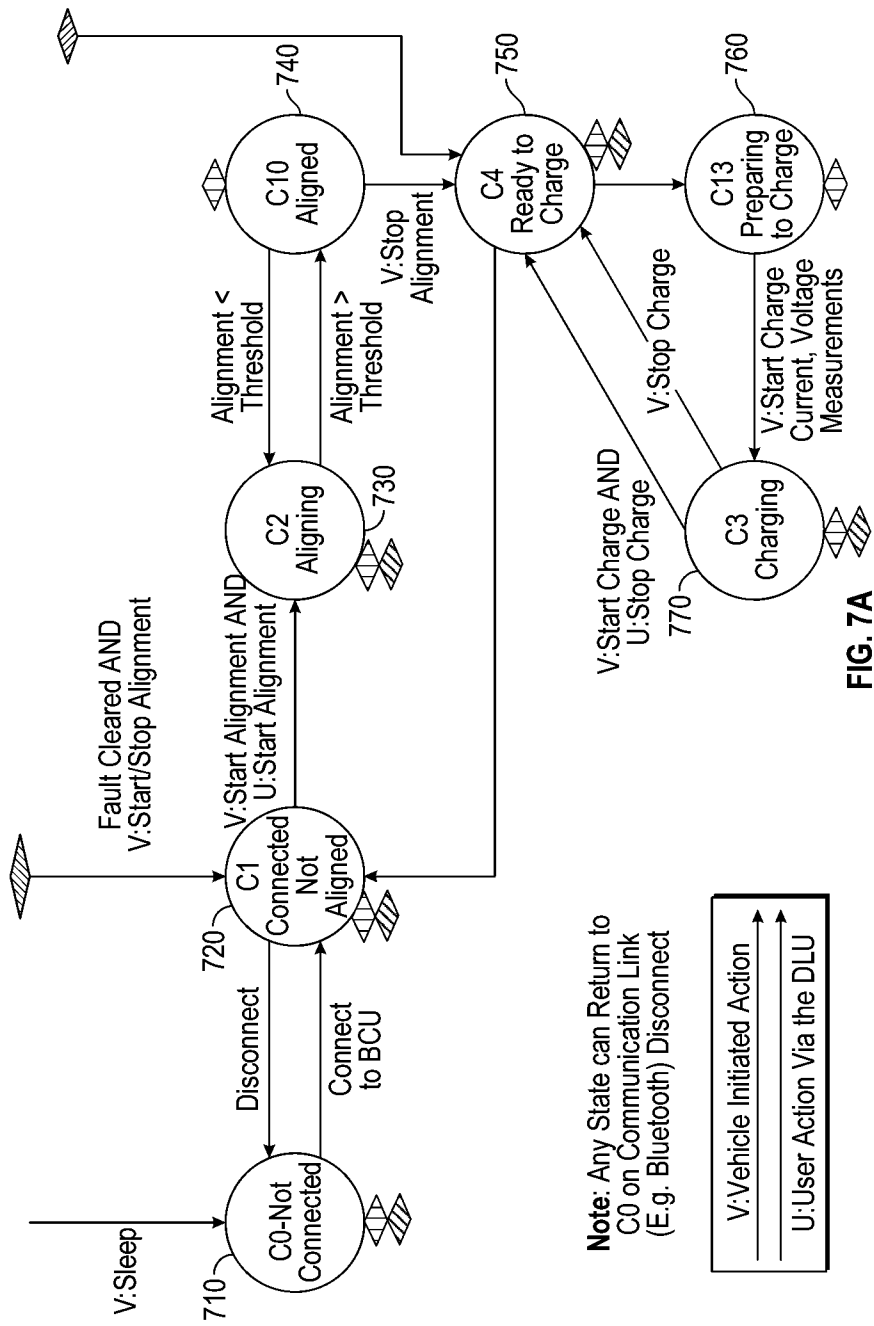 V:Sleep
710
C0-Not
Connected
Disconnect
Connect
to BCU
Fault Cleared AND
V:Start/Stop Alignment
720
C1
Connected
Not
Aligned
V:Start Alignment AND
U:Start Alignment
C2
Aligning
730
Alignment <
Threshold
Alignment >
Threshold
C10
Aligned
740
V:Stop
Alignment
C4
Ready to
Charge
750
V:Start Charge AND
U:Stop Charge
V:Stop Charge
C13
Preparing
to Charge
760
V:Start Charge
Current, Voltage
Measurements
770
C3
Charging
Note: Any State can Return to
C0 on Communication Link
(E.g. Bluetooth) Disconnect
V:Vehicle Initiated Action
U:User Action Via the DLU
FIG. 7A